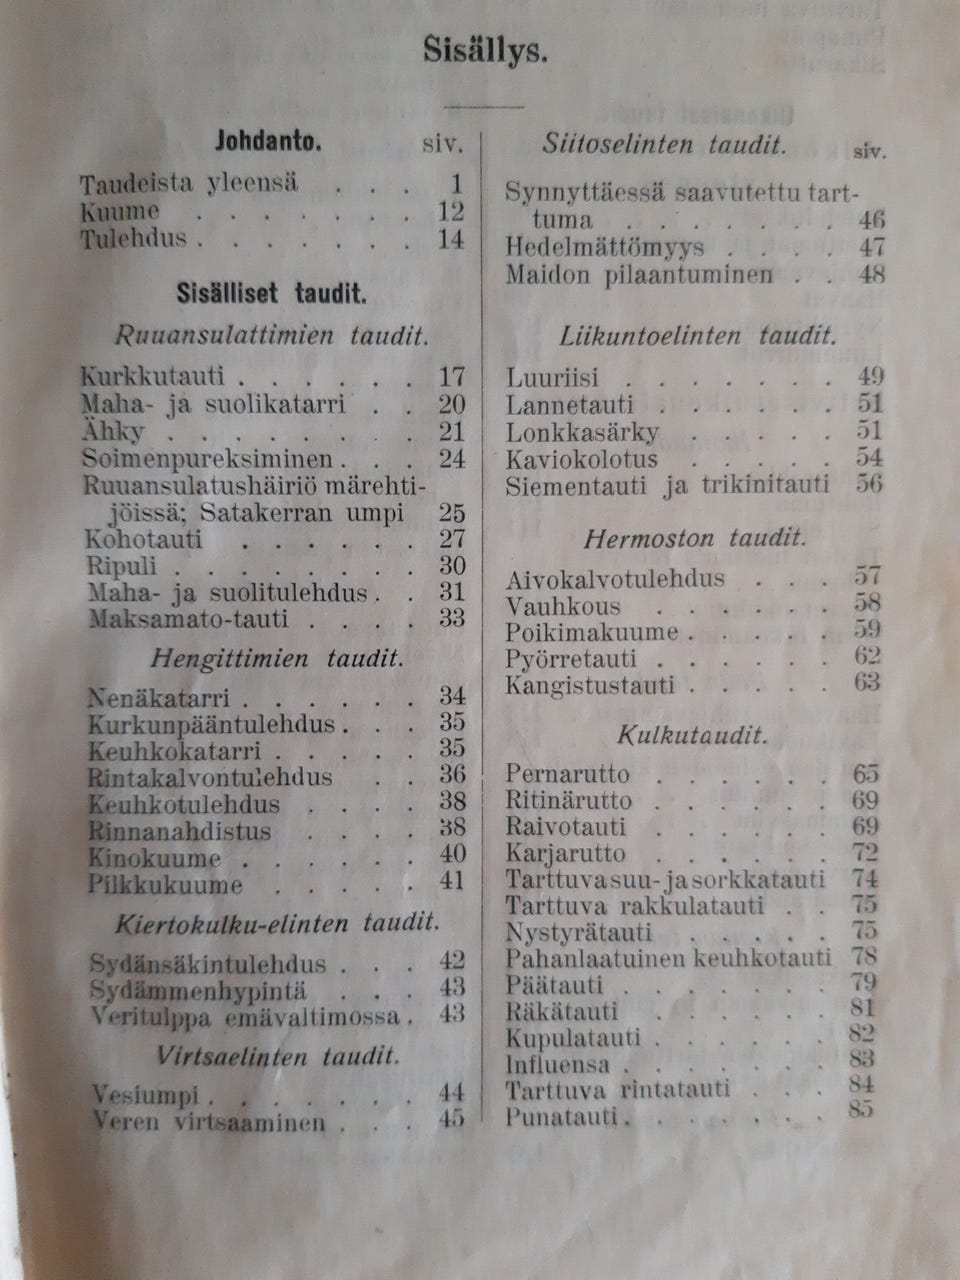 Sisällys.
Johdanto. siv.
Taudeista yleensä . . . 1
Kuume . . . . . . . 12
Tulehdus . . . . . . . 14
Sisälliset taudit.
Ruuansulattimien taudit.
Kurkkutauti . . . . . . 17
Maha- ja suolikatarri . . 20
Ähky . . . . . . . . 21
Soimenpureksiminen . . . 24
Ruuansulatushäiriö märehti-
jöissä; Satakerran umpi 25
Kohotauti . . . . . . 27
Ripuli . . . . . . . . 30
Maha- ja suolitulehdus . . 31
Maksamato-tauti . . . . 33
Hengittimien taudit.
Nenäkatarri . . . . . . 34
Kurkunpääntulehdus . . . 35
Keuhkokatarri . . . . . 35
Rintakalvontulehdus . . 36
Keuhkotulehdus . . . . 38
Rinnanahdistus . . . . 38
Kinokuume . . . . . . 40
Pilkkukuume . . . . . 41
Kiertokulku-elinten taudit.
Sydänsäkintulehdus . . . 42
Sydämmenhypintä . . . 43
Veritulppa emävaltimossa . 43
Virtsaelinten taudit.
Vesiumpi . . . . . . . 44
Veren virtsaaminen . . . 45
Siitoselinten taudit. siv.
Synnyttäessä saavutettu tart-
tuma . . . . . . . 46
Hedelmättömyys . . . . 47
Maidon pilaantuminen . . 48
Liikuntoelinten taudit.
Luuriisi . . . . . . . 49
Lannetauti . . . . . . 51
Lonkkasärky . . . . . 51
Kaviokolotus . . . . . 54
Siementauti ja trikinitauti 56
Hermoston taudit.
Aivokalvotulehdus . . . 57
Vauhkous . . . . . . 58
Poikimakuume . . . . . 59
Pyörretauti . . . . . . 62
Kangistustauti . . . . . 63
Kulkutaudit.
Pernarutto . . . . . . 65
Ritinärutto . . . . . . 69
Raivotauti . . . . . . 69
Karjarutto . . . . . . 72
Tarttuva suu- ja sorkkatauti 74
Tarttuva rakkulatauti . . 75
Nystyrätauti . . . . . 75
Pahanlaatuinen keuhkotauti 78
Päätauti . . . . . . . 79
Räkätauti . . . . . . 81
Kupulatauti . . . . . . 82
Influensa . . . . . . . 83
Tarttuva rintatauti . . . 84
Punatauti . . . . . . . 85